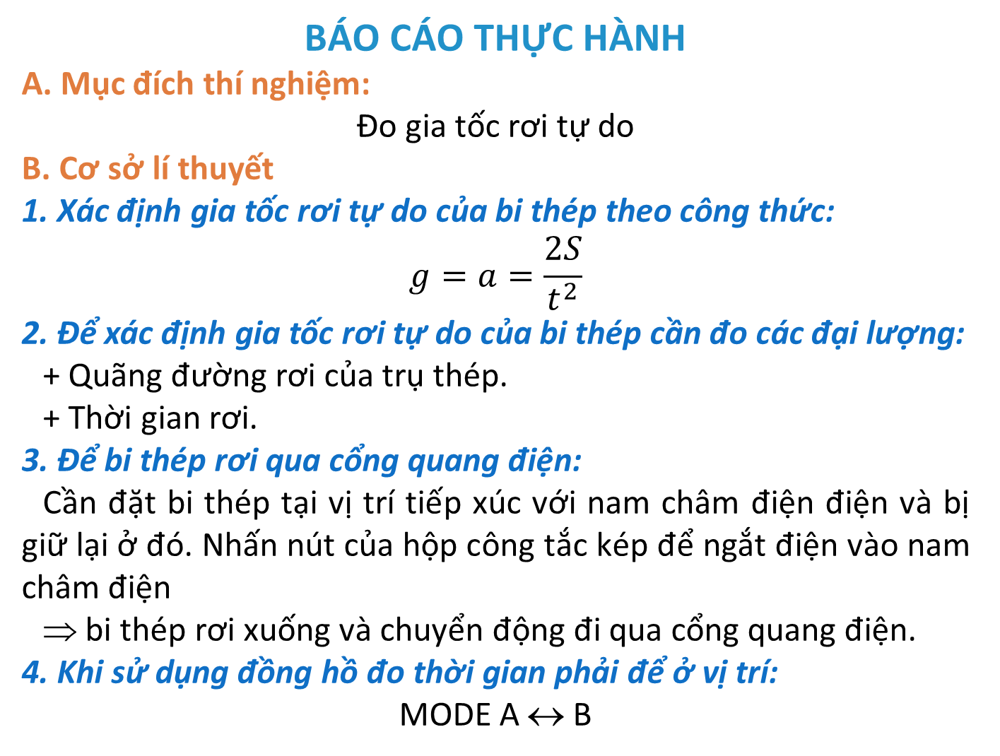 BÁO CÁO THỰC HÀNH
A. Mục đích thí nghiệm:
Đo gia tốc rơi tự do
B. Cơ sở lí thuyết
1. Xác định gia tốc rơi tự do của bi thép theo công thức:
g = a = 2S/t²
2. Để xác định gia tốc rơi tự do của bi thép cần đo các đại lượng:
+ Quãng đường rơi của trụ thép.
+ Thời gian rơi.
3. Để bi thép rơi qua cổng quang điện:
Cần đặt bi thép tại vị trí tiếp xúc với nam châm điện điện và bị
giữ lại ở đó. Nhấn nút của hộp công tắc kép để ngắt điện vào nam
châm điện
⇒ bi thép rơi xuống và chuyển động đi qua cổng quang điện.
4. Khi sử dụng đồng hồ đo thời gian phải để ở vị trí:
MODE A ↔ B